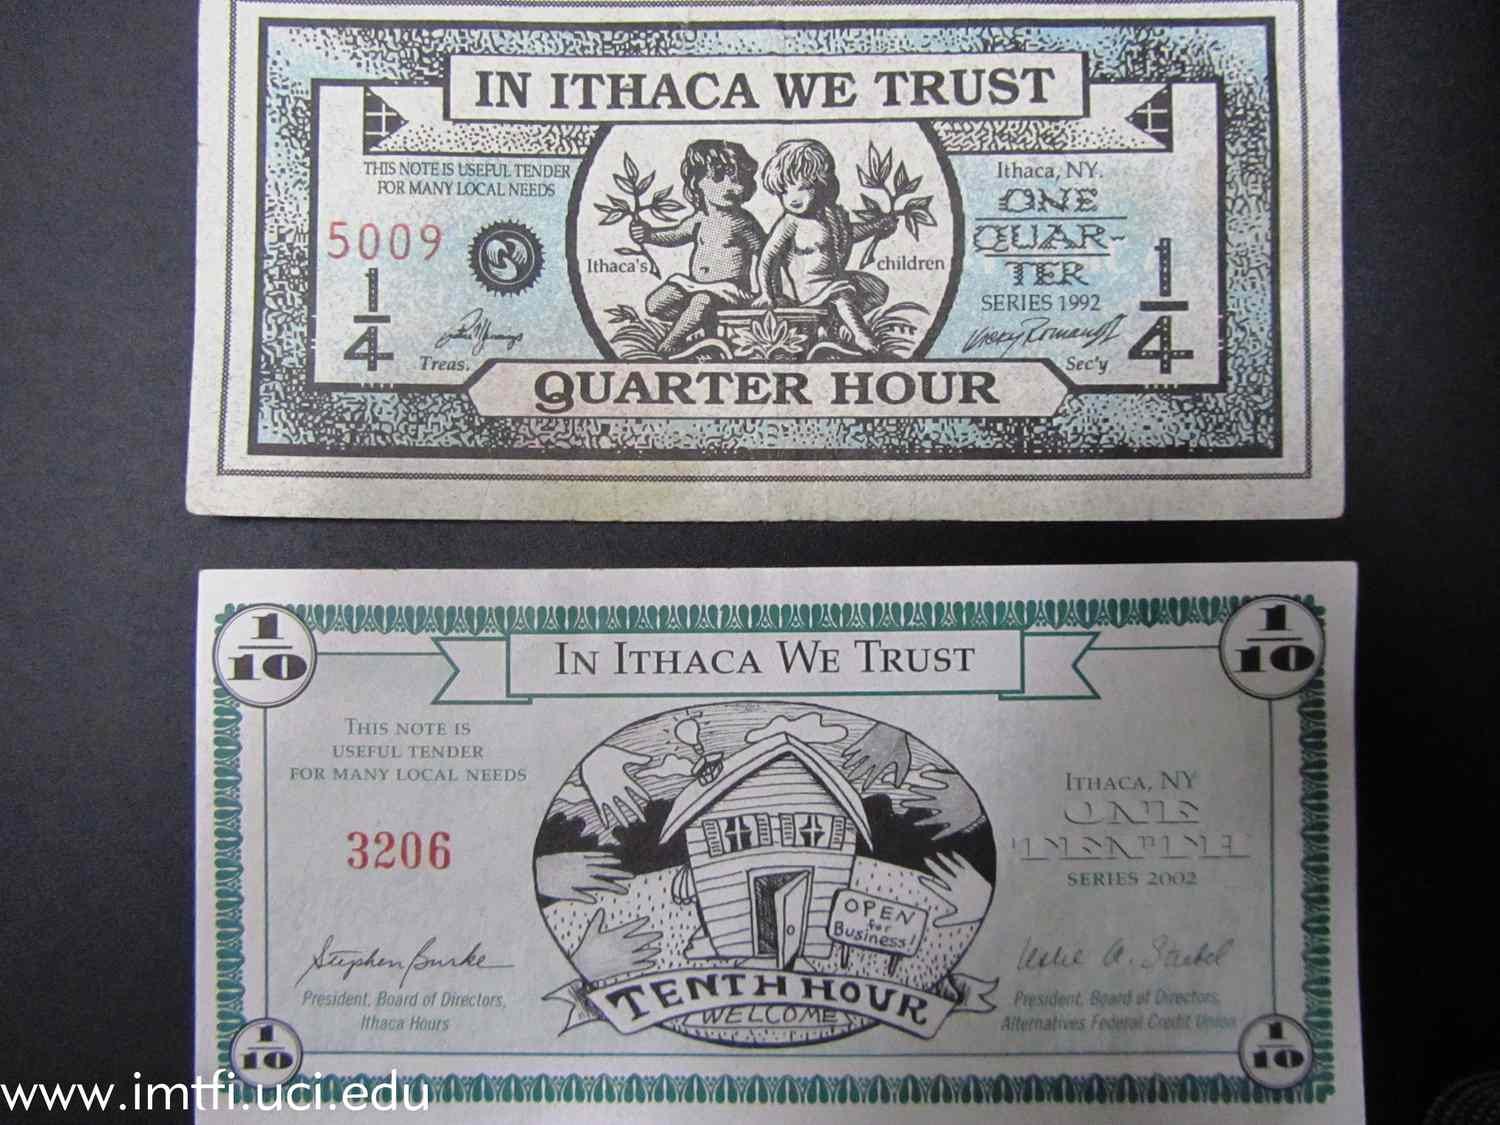 IN ITHACA WE TRUST
THIS NOTE IS USEFUL TENDER
FOR MANY LOCAL NEEDS
5009
1/4
Treas.
Ithaca's
children
Ithaca, NY.
ONE
QUAR-
TER
SERIES 1992
1/4
Sec'y
QUARTER HOUR
1/10
IN ITHACA WE TRUST
1/10
THIS NOTE IS
USEFUL TENDER
FOR MANY LOCAL NEEDS
3206
Stephen Burke
President, Board of Directors,
Ithaca Hours
1/10
OPEN
for
Business!
TENTH HOUR
WELCOME
ITHACA, NY
ONE
TENTH
SERIES 2002
Leslie A.
President, Board of Directors,
Alternatives Federal Credit Union
1/10
www.imtfi.uci.edu